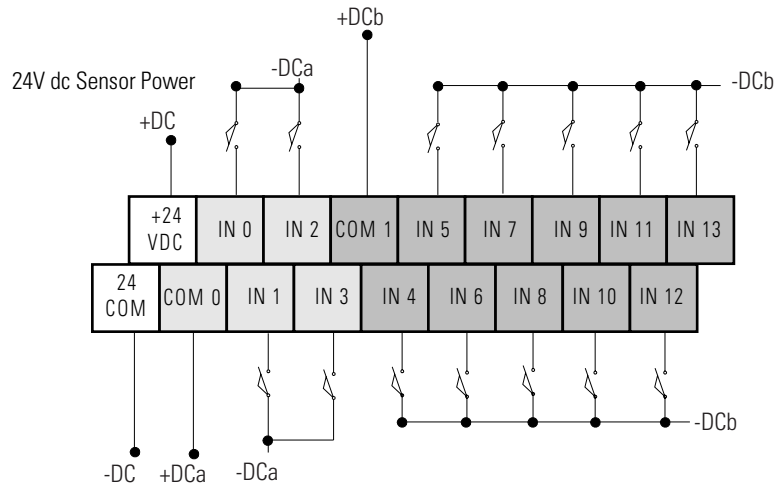 +DCb
-DCa
24V dc Sensor Power
-DCb
+DC
+24 VDC
IN 0
IN 2
COM 1
IN 5
IN 7
IN 9
IN 11
IN 13
24 COM
COM 0
IN 1
IN 3
IN 4
IN 6
IN 8
IN 10
IN 12
-DCb
-DC
+DCa
-DCa